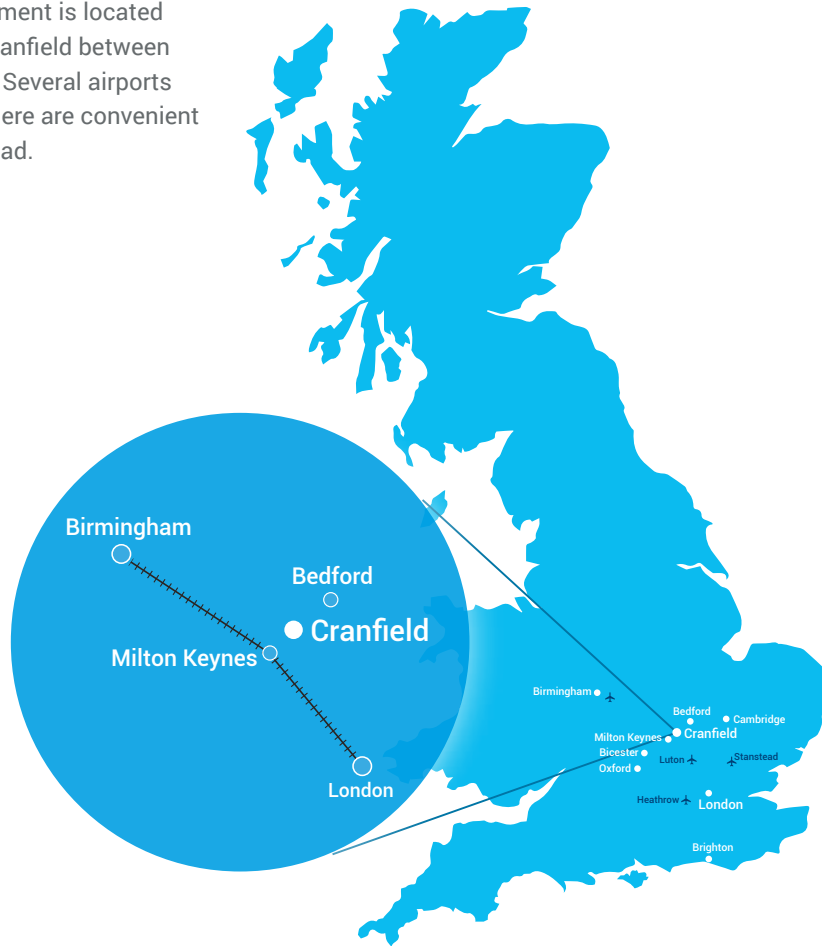 ment is located
anfield between
Several airports
ere are convenient
ad.
Birmingham
Bedford
Cranfield
Milton Keynes
London
Birmingham
Bedford
Cambridge
Cranfield
Milton Keynes
Bicester
Luton
Stanstead
Oxford
Heathrow
London
Brighton